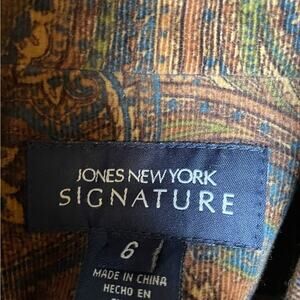 JONES NEW YORK
SIGNATURE
6
MADE IN CHINA
HECHO EN